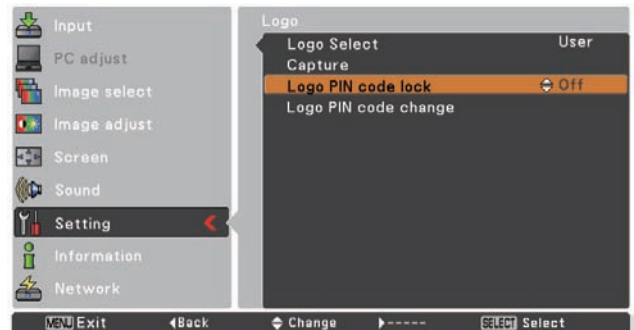 Input
PC adjust
Image select
Image adjust
Screen
Sound
Setting
Information
Network
Logo
Logo Select User
Capture
Logo PIN code lock Off
Logo PIN code change
MENU Exit Back Change ----- SELECT Select